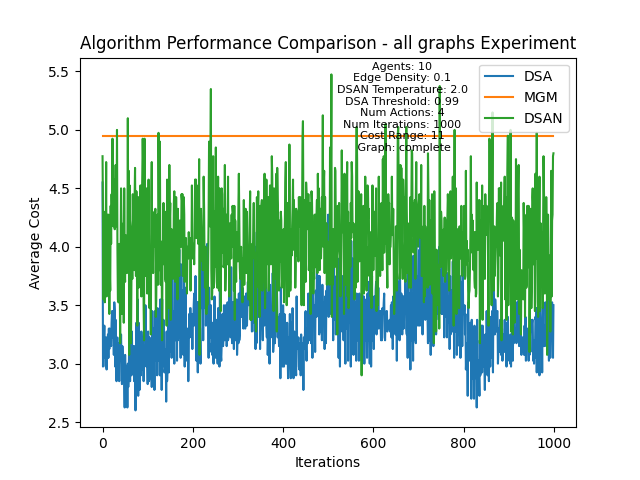 Algorithm Performance Comparison - all graphs Experiment
Agents: 10
Edge Density: 0.1
DSAN Temperature: 2.0
DSA Threshold: 0.99
Num Actions: 4
Num Iterations: 1000
Cost Range: 11
Graph: complete
DSA
MGM
DSAN
Average Cost
5.5
5.0
4.5
4.0
3.5
3.0
2.5
0
200
400
600
800
1000
Iterations